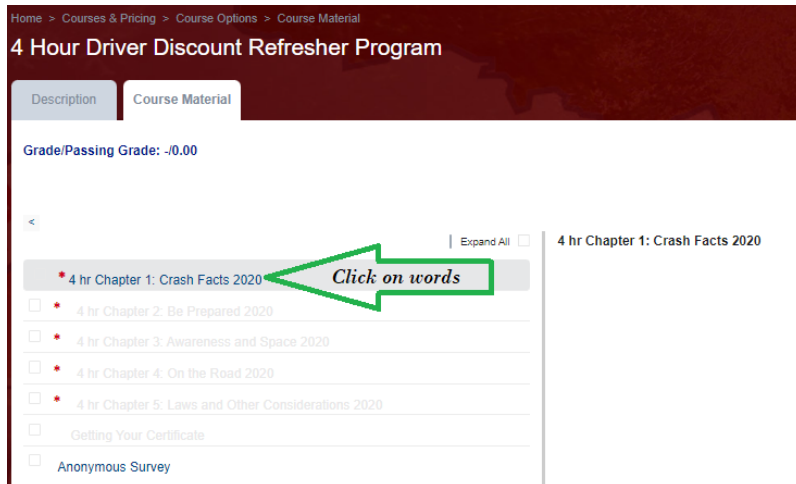 Home > Courses & Pricing > Course Options > Course Material
4 Hour Driver Discount Refresher Program
Description
Course Material
Grade/Passing Grade: -/0.00
<
| Expand All
4 hr Chapter 1: Crash Facts 2020
* 4 hr Chapter 1: Crash Facts 2020
Click on words
* 4 hr Chapter 2: Be Prepared 2020
* 4 hr Chapter 3: Awareness and Space 2020
* 4 hr Chapter 4: On the Road 2020
* 4 hr Chapter 5: Laws and Other Considerations 2020
Getting Your Certificate
Anonymous Survey